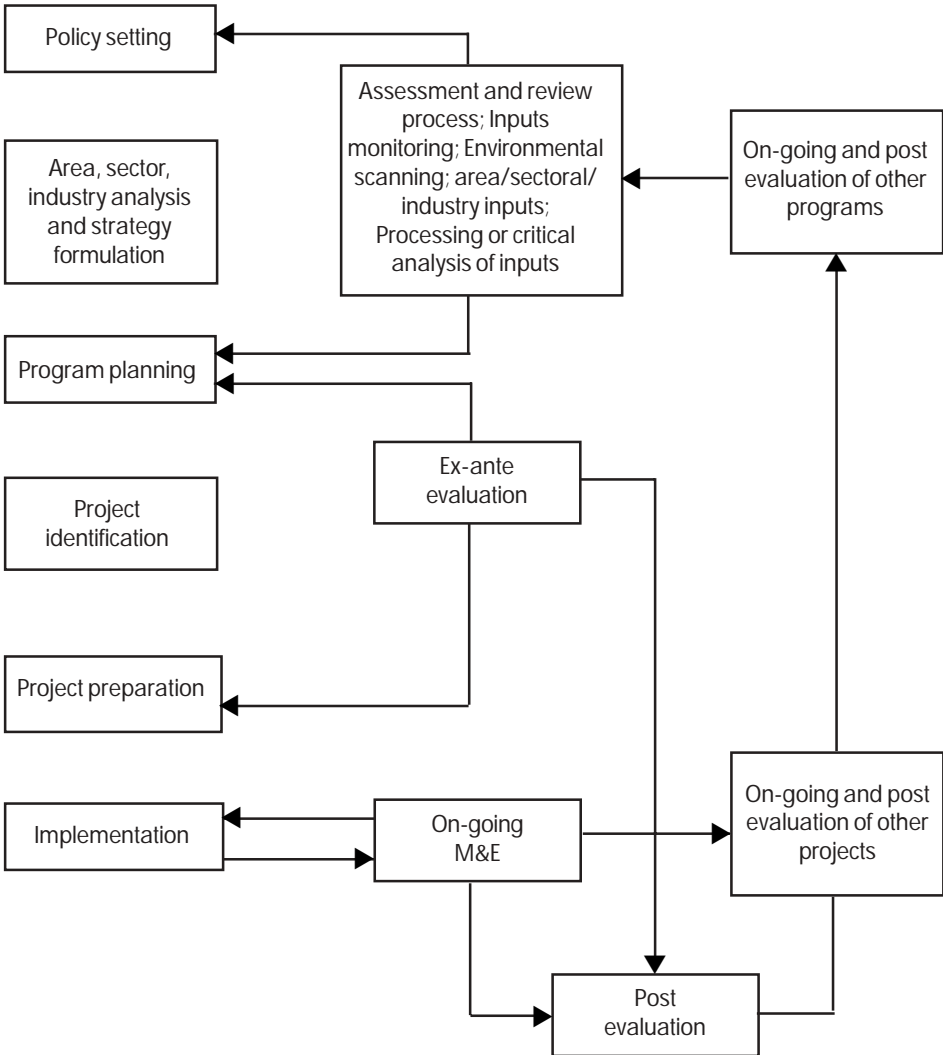 Policy setting
Assessment and review
process; Inputs
monitoring; Environmental
scanning; area/sectoral/
industry inputs;
Processing or critical
analysis of inputs
On-going and post
evaluation of other
programs
Area, sector,
industry analysis
and strategy
formulation
Program planning
Ex-ante
evaluation
Project
identification
Project preparation
Implementation
On-going
M&E
On-going and post
evaluation of other
projects
Post
evaluation